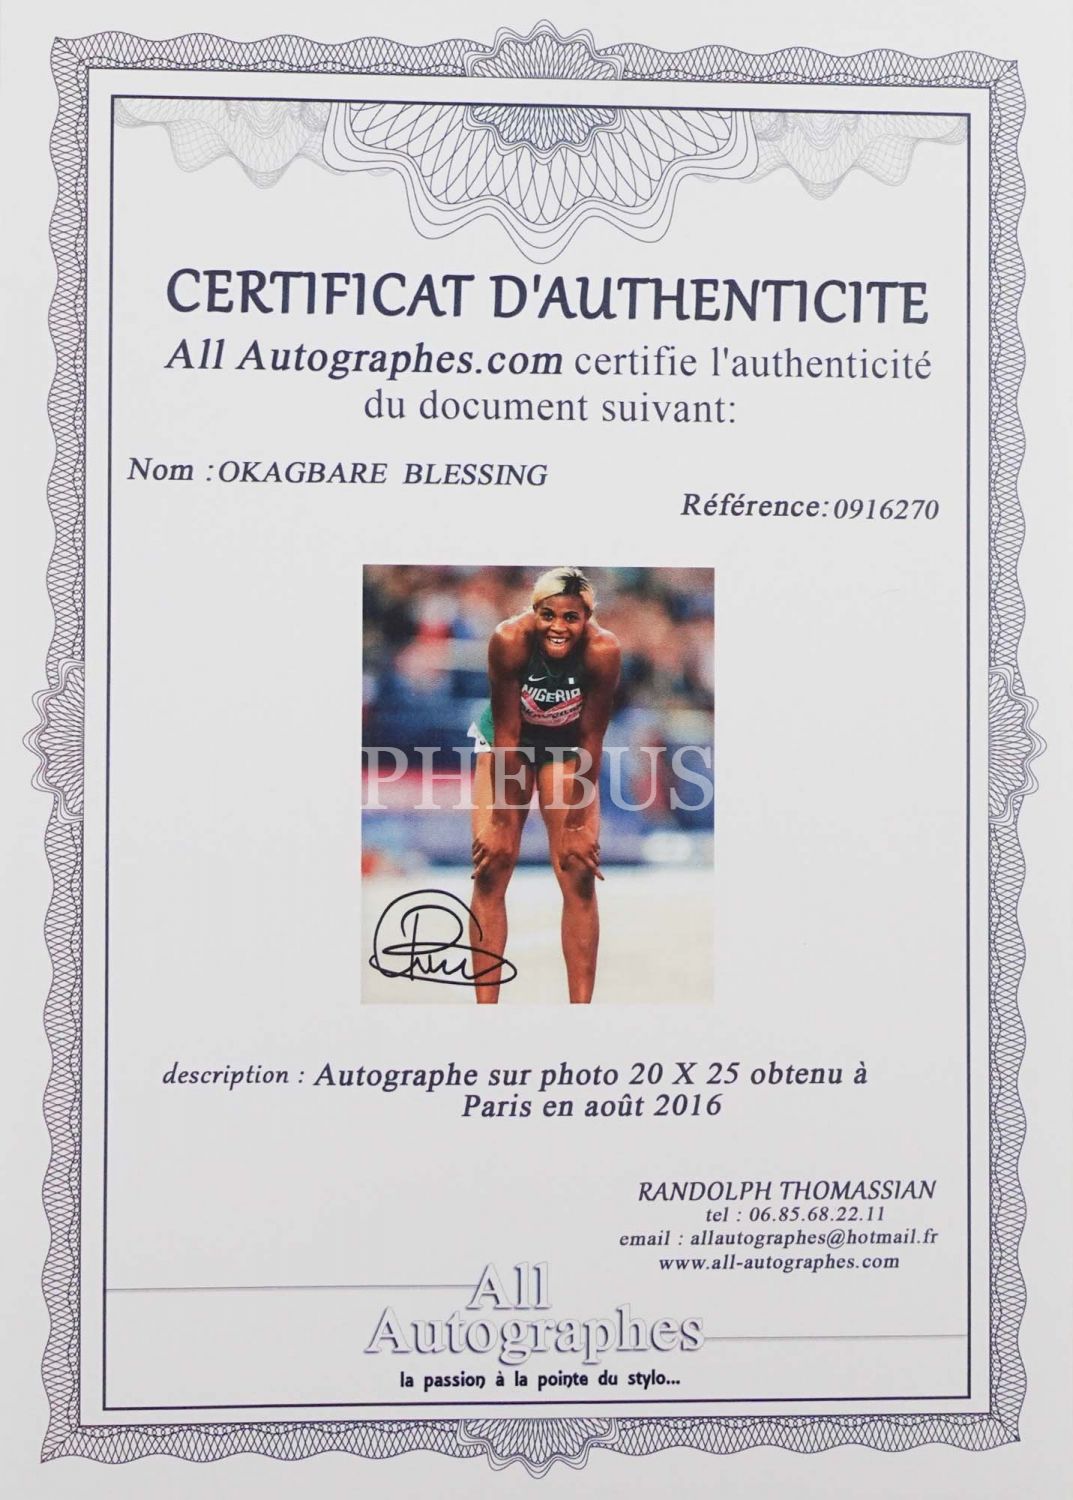 CERTIFICAT D'AUTHENTICITE
All Autographes.com certifie l'authenticité
du document suivant:
Nom : OKAGBARE BLESSING
Référence: 0916270
NIGERIA
PHEBUS
description : Autographe sur photo 20 X 25 obtenu à
Paris en août 2016
RANDOLPH THOMASSIAN
tel : 06.85.68.22.11
email : allautographes@hotmail.fr
www.all-autographes.com
All
Autographes
la passion à la pointe du stylo...